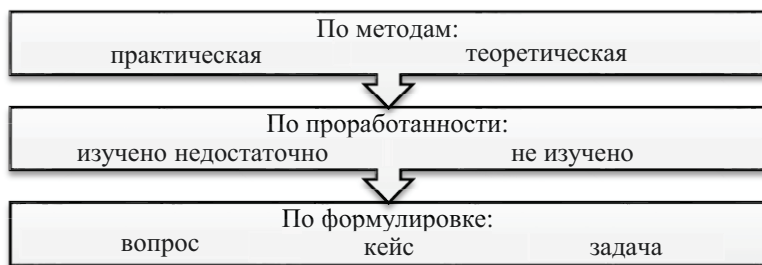 По методам:
практическая теоретическая
По проработанности:
изучено недостаточно не изучено
По формулировке:
вопрос кейс задача